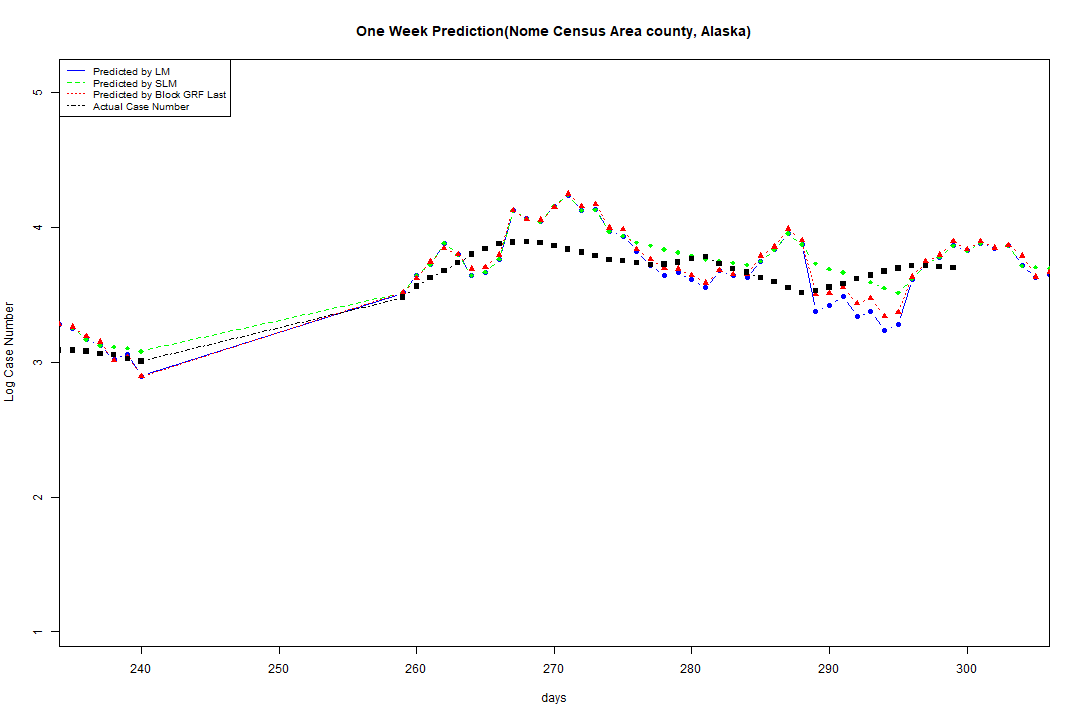 One Week Prediction(Nome Census Area county, Alaska)
Predicted by LM
Predicted by SLM
Predicted by Block GRF Last
Actual Case Number
5
4
3
2
1
Log Case Number
240 250 260 270 280 290 300
days